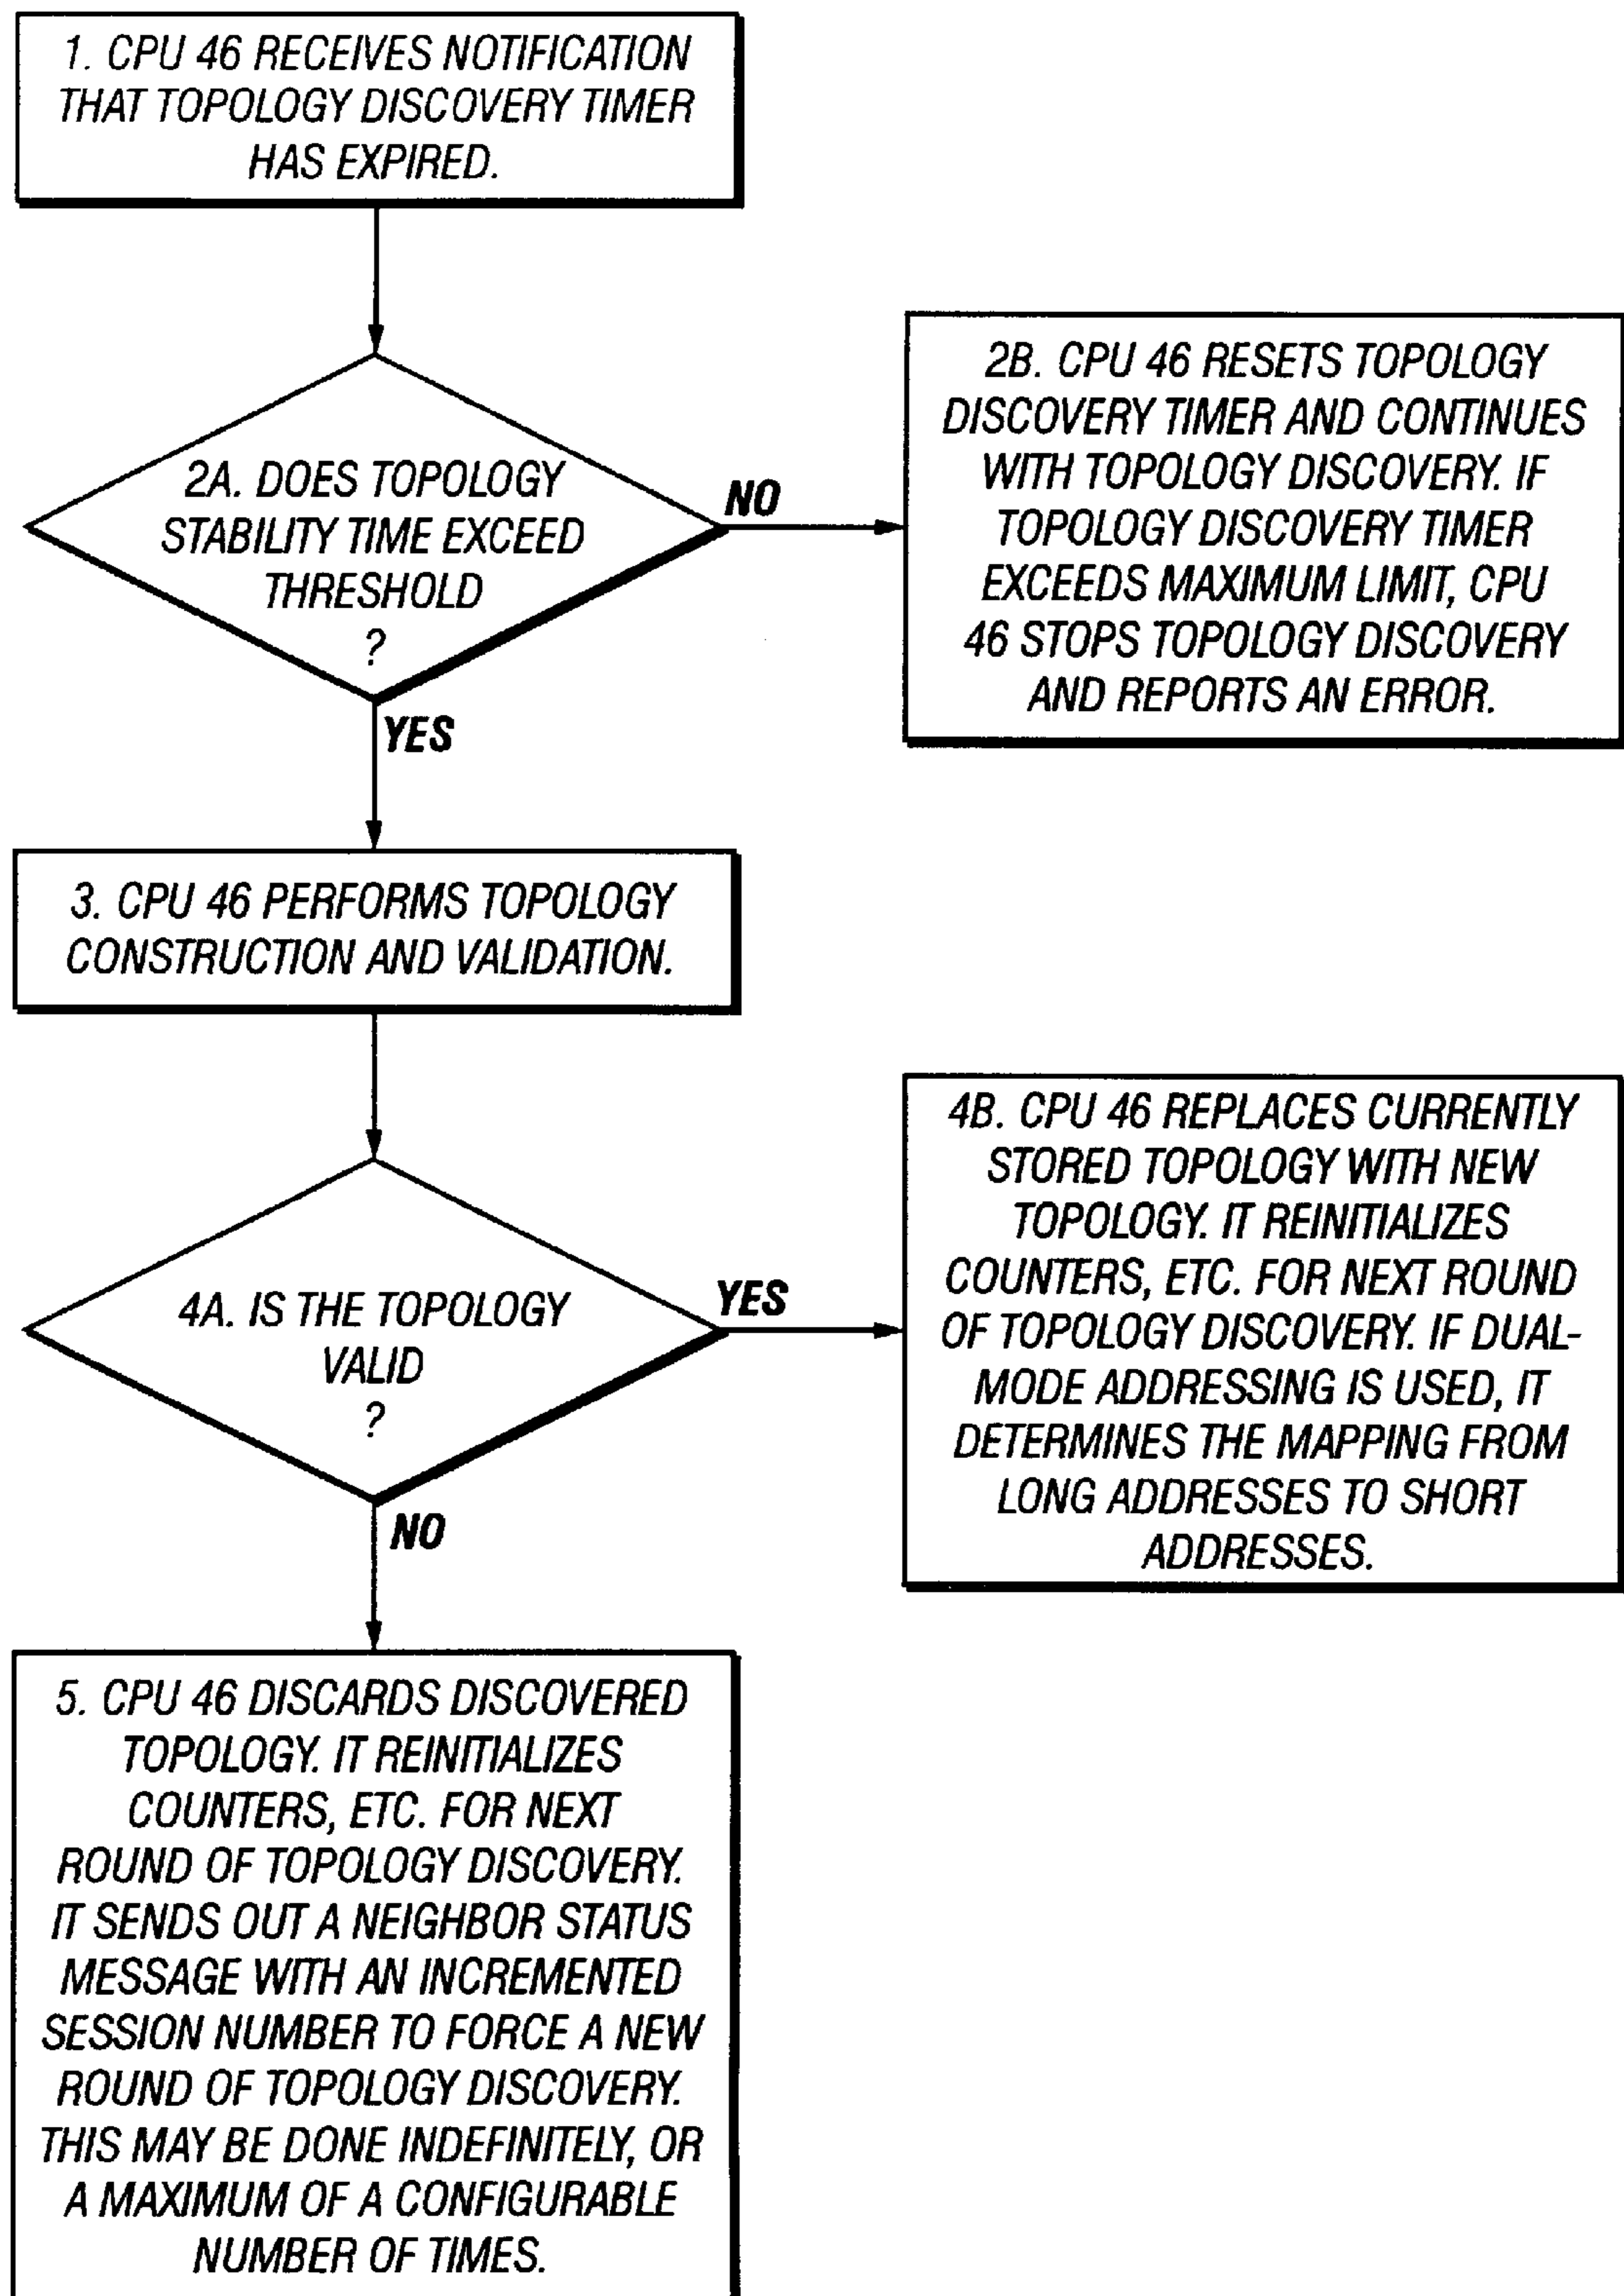 1. CPU 46 RECEIVES NOTIFICATION
THAT TOPOLOGY DISCOVERY TIMER
HAS EXPIRED.
2A. DOES TOPOLOGY
STABILITY TIME EXCEED
THRESHOLD
?
NO
2B. CPU 46 RESETS TOPOLOGY
DISCOVERY TIMER AND CONTINUES
WITH TOPOLOGY DISCOVERY. IF
TOPOLOGY DISCOVERY TIMER
EXCEEDS MAXIMUM LIMIT, CPU
46 STOPS TOPOLOGY DISCOVERY
AND REPORTS AN ERROR.
YES
3. CPU 46 PERFORMS TOPOLOGY
CONSTRUCTION AND VALIDATION.
4A. IS THE TOPOLOGY
VALID
?
YES
4B. CPU 46 REPLACES CURRENTLY
STORED TOPOLOGY WITH NEW
TOPOLOGY. IT REINITIALIZES
COUNTERS, ETC. FOR NEXT ROUND
OF TOPOLOGY DISCOVERY. IF DUAL-
MODE ADDRESSING IS USED, IT
DETERMINES THE MAPPING FROM
LONG ADDRESSES TO SHORT
ADDRESSES.
NO
5. CPU 46 DISCARDS DISCOVERED
TOPOLOGY. IT REINITIALIZES
COUNTERS, ETC. FOR NEXT
ROUND OF TOPOLOGY DISCOVERY.
IT SENDS OUT A NEIGHBOR STATUS
MESSAGE WITH AN INCREMENTED
SESSION NUMBER TO FORCE A NEW
ROUND OF TOPOLOGY DISCOVERY.
THIS MAY BE DONE INDEFINITELY, OR
A MAXIMUM OF A CONFIGURABLE
NUMBER OF TIMES.